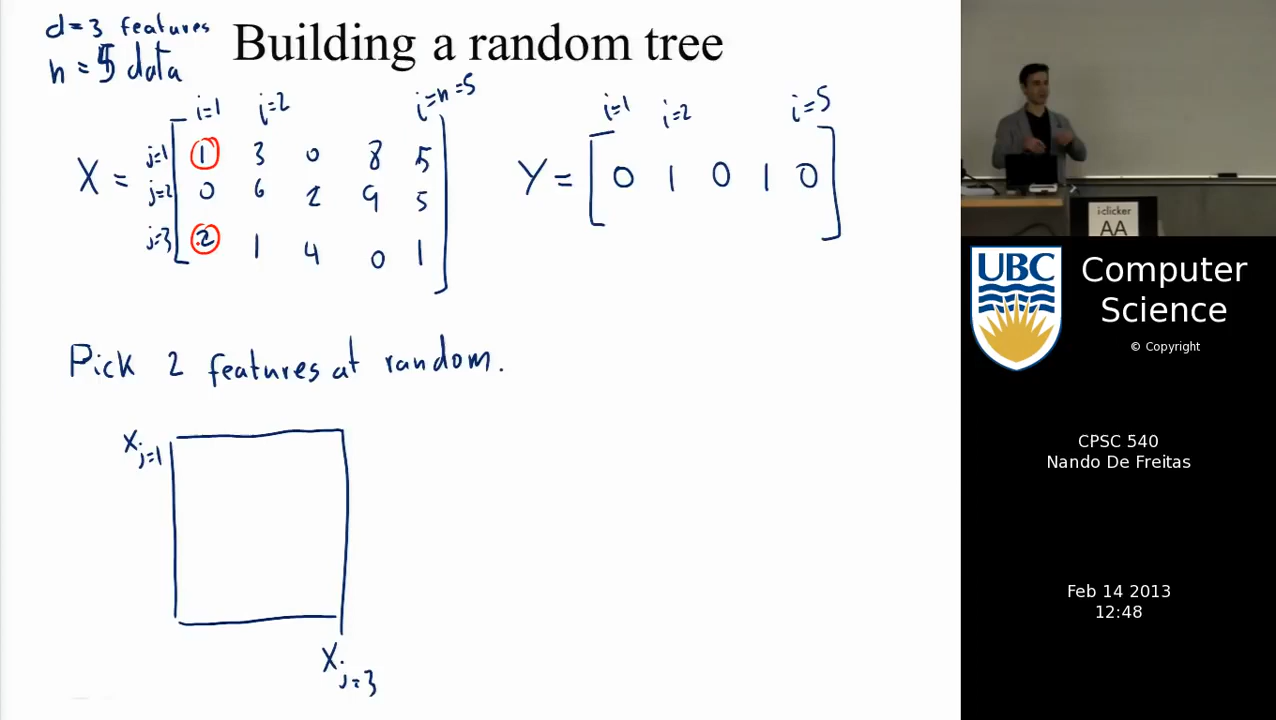 d=3 features
n = 5 data
Building a random tree
i=1 i=2 i=n=5
X =
j=1 1 3 0 8 5
j=2 0 6 2 9 5
j=3 2 1 4 0 1
i=1 i=2 i=5
Y = 0 1 0 1 0
Pick 2 features at random.
X j=1
X j=3
i clicker
AA
UBC
Computer
Science
© Copyright
CPSC 540
Nando De Freitas
Feb 14 2013
12:48